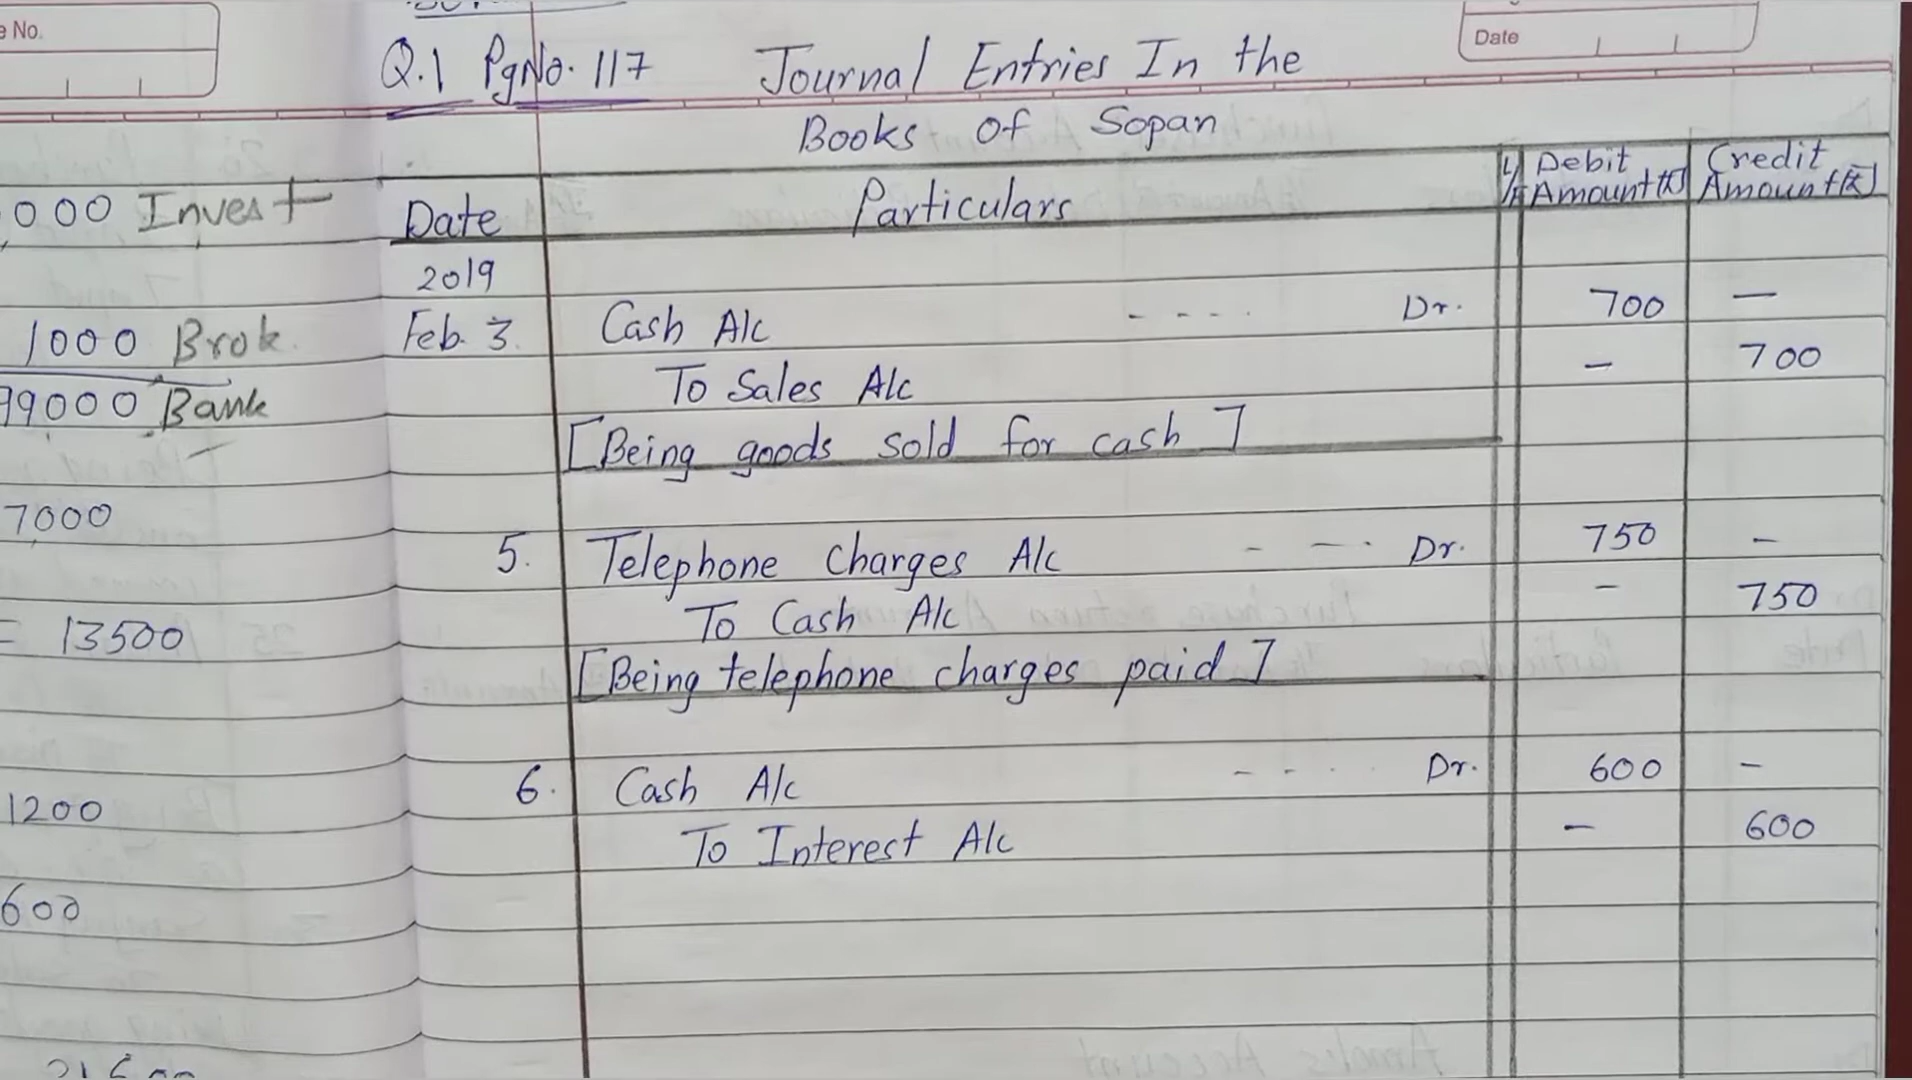 e No.
Date
Q.1 PgNo. 117 Journal Entries In the
Books of Sopan
Date Particulars L/F Debit Amount(₹) Credit Amount(₹)
2019
Feb. 3. Cash A/c ---- Dr. 700 —
To Sales A/c - 700
[Being goods sold for cash]
5. Telephone Charges A/c - -- . Dr. 750 -
To Cash A/c - 750
[Being telephone charges paid]
6. Cash A/c - - . . Dr. 600 -
To Interest A/c - 600
000 Invest
1000 Brok.
99000 Bank
7000
= 13500
1200
600